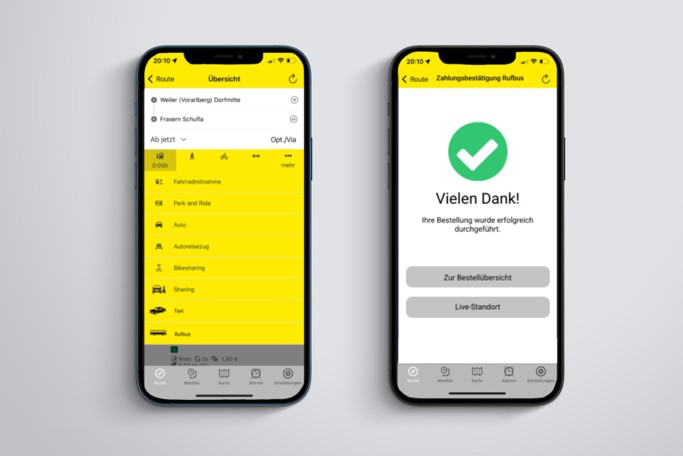 20:10
Route
Übersicht
Weiler (Vorarlberg) Dorfmitte
Fraxern Schufla
Ab jetzt
Opt./Via
0:05h
mehr
Fahrradmitnahme
Park and Ride
Auto
Autoreisezug
Bikesharing
Sharing
Taxi
Rufbus
6min
0x
1,60 €
Route
Monitor
Karte
Alarme
Einstellungen
20:10
Route
Zahlungsbestätigung Rufbus
Vielen Dank!
Ihre Bestellung wurde erfolgreich
durchgeführt.
Zur Bestellübersicht
Live-Standort
Route
Monitor
Karte
Alarme
Einstellungen